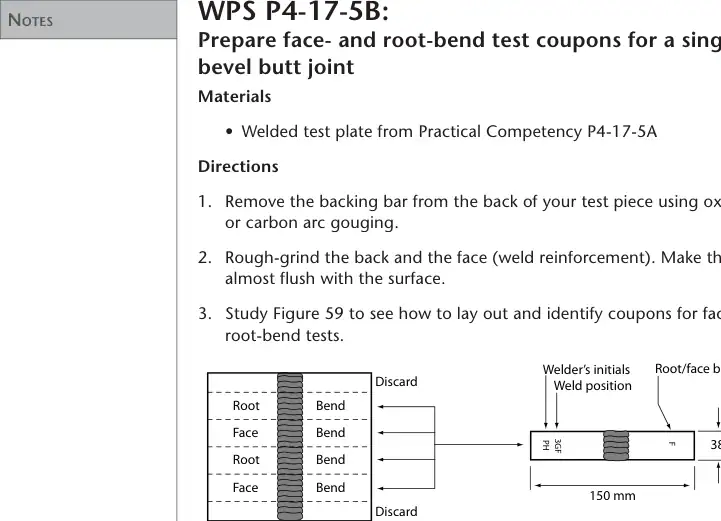 NOTES
WPS P4-17-5B:
Prepare face- and root-bend test coupons for a sing
bevel butt joint
Materials
• Welded test plate from Practical Competency P4-17-5A
Directions
1. Remove the backing bar from the back of your test piece using ox
or carbon arc gouging.
2. Rough-grind the back and the face (weld reinforcement). Make th
almost flush with the surface.
3. Study Figure 59 to see how to lay out and identify coupons for fac
root-bend tests.
Discard
Root Bend
Face Bend
Root Bend
Face Bend
Discard
Welder's initials
Weld position
Root/face b
PH
3GF
F
38
150 mm